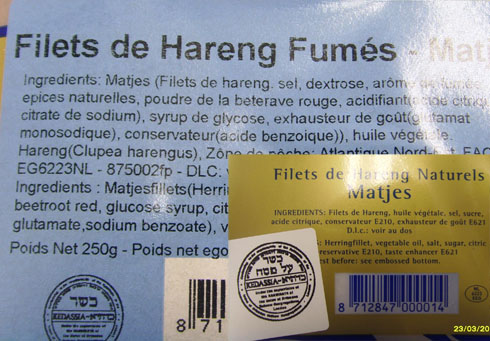 Filets de Hareng Fumés - Mat
Ingredients: Matjes (Filets de hareng. sel, dextrose, arôme de fumée
epices naturelles, poudre de la beterave rouge, acidifiant(acide citriq
citrate de sodium), syrup de glycose, exhausteur de goût(glutamat
monosodique), conservateur(acide benzoique)), huile végétale.
Hareng(Clupea harengus), Zône de pêche: Atlantique Nord-Est, FAO
EG6223NL - 875002fp - DLC:
Ingredients : Matjesfillets(Herri
beetroot red, glucose syrup, cit
glutamate,sodium benzoate), v
Poids Net 250g - Poids net ego
כשר
KEDASSIA
8 71
Filets de Hareng Naturels
Matjes
INGREDIENTS: Filets de Hareng, huile végétale, sel, sucre,
acide citrique, conservateur E210, exhausteur de goût E621
D.l.c.: voir au dos
Herringfillet, vegetable oil, salt, sugar, citric
reservative E210, taste enhancer E621
est before: see embossed bottom.
כשר
על פסח
KEDASSIA
8 712847 000014
23/03/20